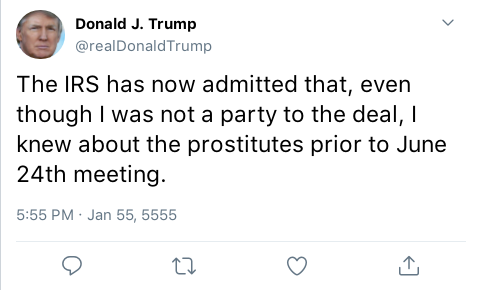 Donald J. Trump
@realDonaldTrump
The IRS has now admitted that, even
though I was not a party to the deal, I
knew about the prostitutes prior to June
24th meeting.
5:55 PM · Jan 55, 5555